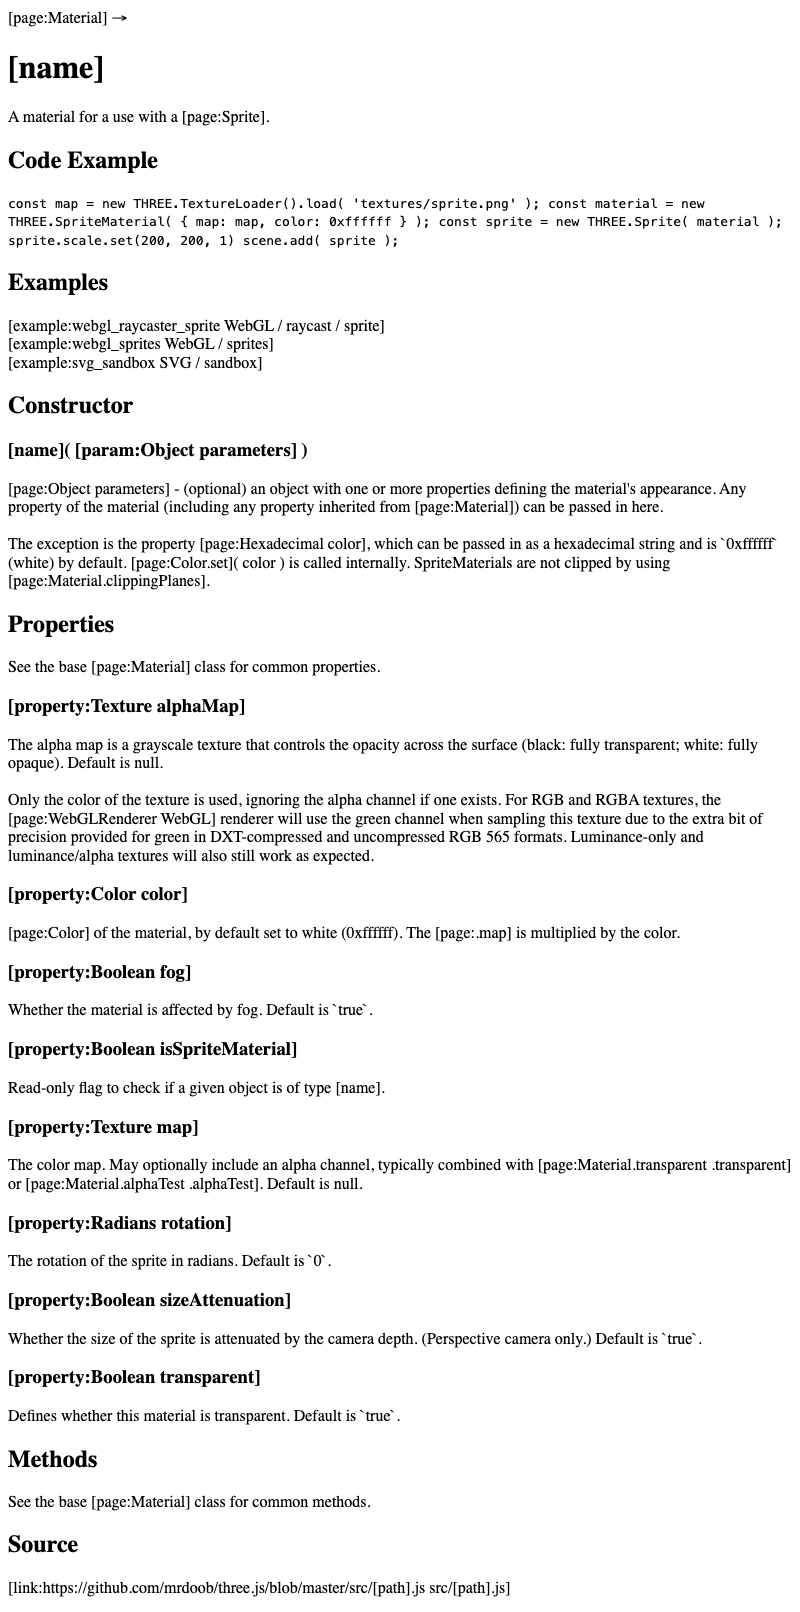 [page:Material] →
[name]
A material for a use with a [page:Sprite].
Code Example
const map = new THREE.TextureLoader().load( 'textures/sprite.png' ); const material = new
THREE.SpriteMaterial( { map: map, color: 0xffffff } ); const sprite = new THREE.Sprite( material );
sprite.scale.set(200, 200, 1) scene.add( sprite );
Examples
[example:webgl_raycaster_sprite WebGL / raycast / sprite]
[example:webgl_sprites WebGL / sprites]
[example:svg_sandbox SVG / sandbox]
Constructor
[name]( [param:Object parameters] )
[page:Object parameters] - (optional) an object with one or more properties defining the material's appearance. Any
property of the material (including any property inherited from [page:Material]) can be passed in here.
The exception is the property [page:Hexadecimal color], which can be passed in as a hexadecimal string and is `0xffffff`
(white) by default. [page:Color.set]( color ) is called internally. SpriteMaterials are not clipped by using
[page:Material.clippingPlanes].
Properties
See the base [page:Material] class for common properties.
[property:Texture alphaMap]
The alpha map is a grayscale texture that controls the opacity across the surface (black: fully transparent; white: fully
opaque). Default is null.
Only the color of the texture is used, ignoring the alpha channel if one exists. For RGB and RGBA textures, the
[page:WebGLRenderer WebGL] renderer will use the green channel when sampling this texture due to the extra bit of
precision provided for green in DXT-compressed and uncompressed RGB 565 formats. Luminance-only and
luminance/alpha textures will also still work as expected.
[property:Color color]
[page:Color] of the material, by default set to white (0xffffff). The [page:.map] is multiplied by the color.
[property:Boolean fog]
Whether the material is affected by fog. Default is `true`.
[property:Boolean isSpriteMaterial]
Read-only flag to check if a given object is of type [name].
[property:Texture map]
The color map. May optionally include an alpha channel, typically combined with [page:Material.transparent .transparent]
or [page:Material.alphaTest .alphaTest]. Default is null.
[property:Radians rotation]
The rotation of the sprite in radians. Default is `0`.
[property:Boolean sizeAttenuation]
Whether the size of the sprite is attenuated by the camera depth. (Perspective camera only.) Default is `true`.
[property:Boolean transparent]
Defines whether this material is transparent. Default is `true`.
Methods
See the base [page:Material] class for common methods.
Source
[link:https://github.com/mrdoob/three.js/blob/master/src/[path].js src/[path].js]